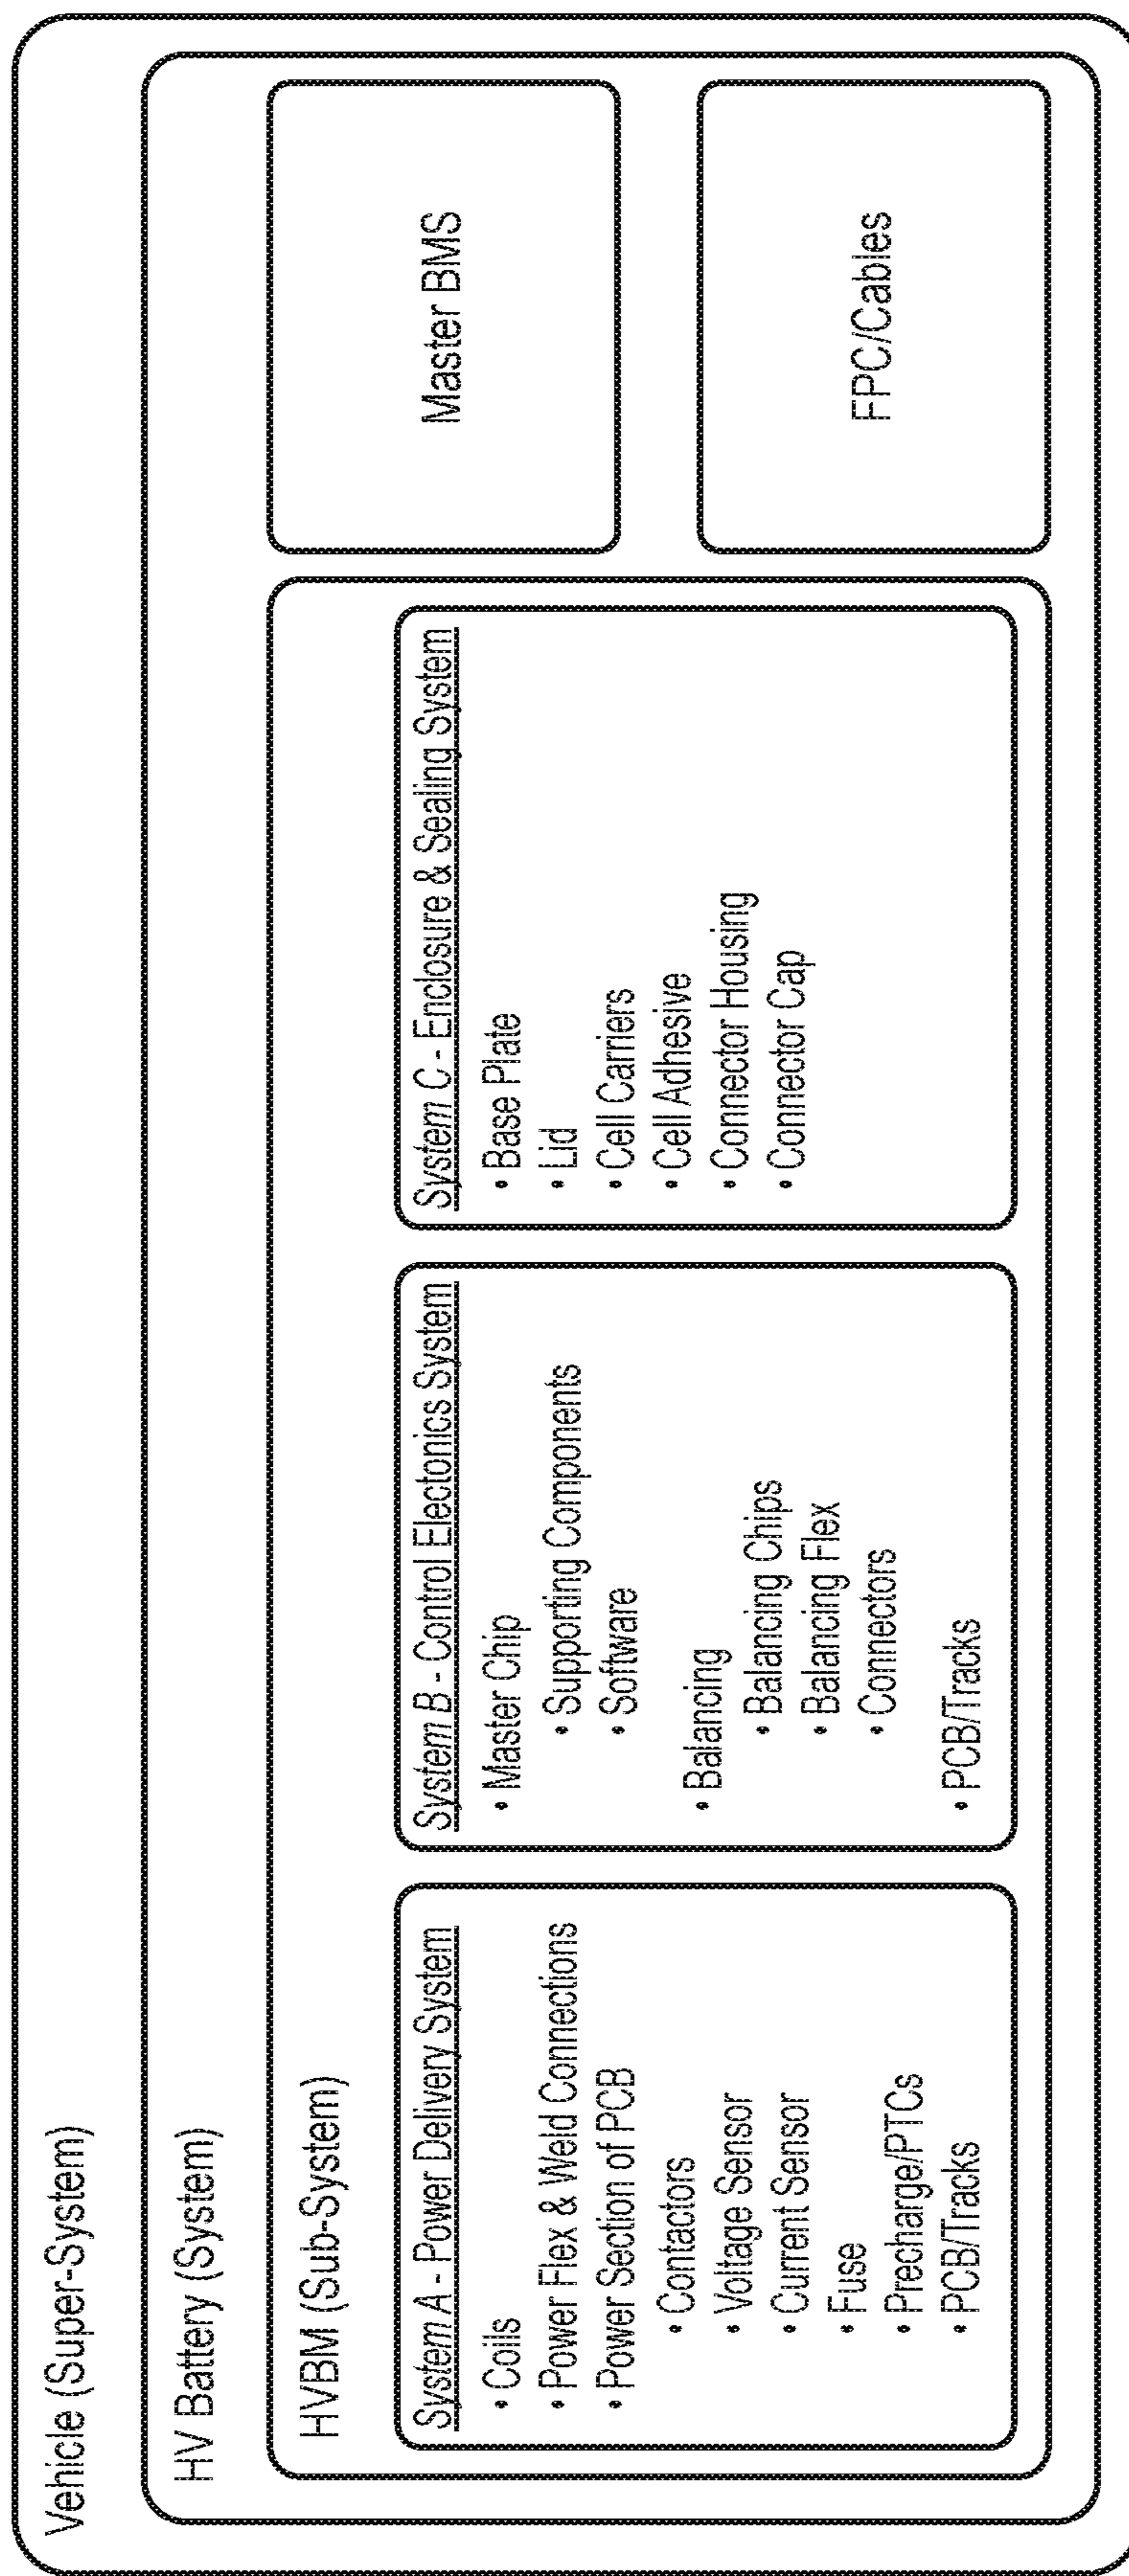 Vehicle (Super-System)
HV Battery (System)
HVBM (Sub-System)
System A - Power Delivery System
• Coils
• Power Flex & Weld Connections
• Power Section of PCB
• Contactors
• Voltage Sensor
• Current Sensor
• Fuse
• Precharge/PTCs
• PCB/Tracks
System B - Control Electonics System
• Master Chip
• Supporting Components
• Software
• Balancing
• Balancing Chips
• Balancing Flex
• Connectors
• PCB/Tracks
System C - Enclosure & Sealing System
• Base Plate
• Lid
• Cell Carriers
• Cell Adhesive
• Connector Housing
• Connector Cap
Master BMS
FPC/Cables